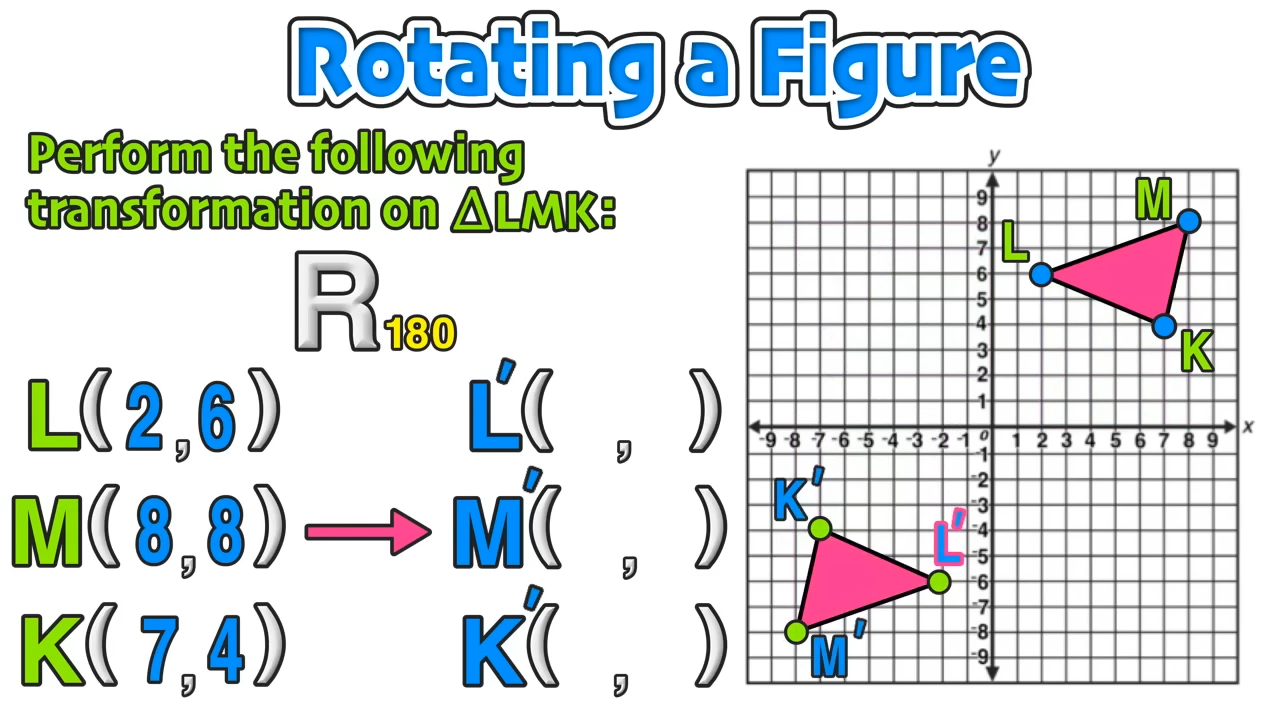 Rotating a Figure
Perform the following
transformation on ΔLMK:
R180
L(2,6) L′( , )
M(8,8) M′( , )
K(7,4) K′( , )
y
9
8
7
6
5
4
3
2
1
-9 -8 -7 -6 -5 -4 -3 -2 -1 0 1 2 3 4 5 6 7 8 9 x
-1
-2
-3
-4
-5
-6
-7
-8
-9
M
L
K
K′
L′
M′